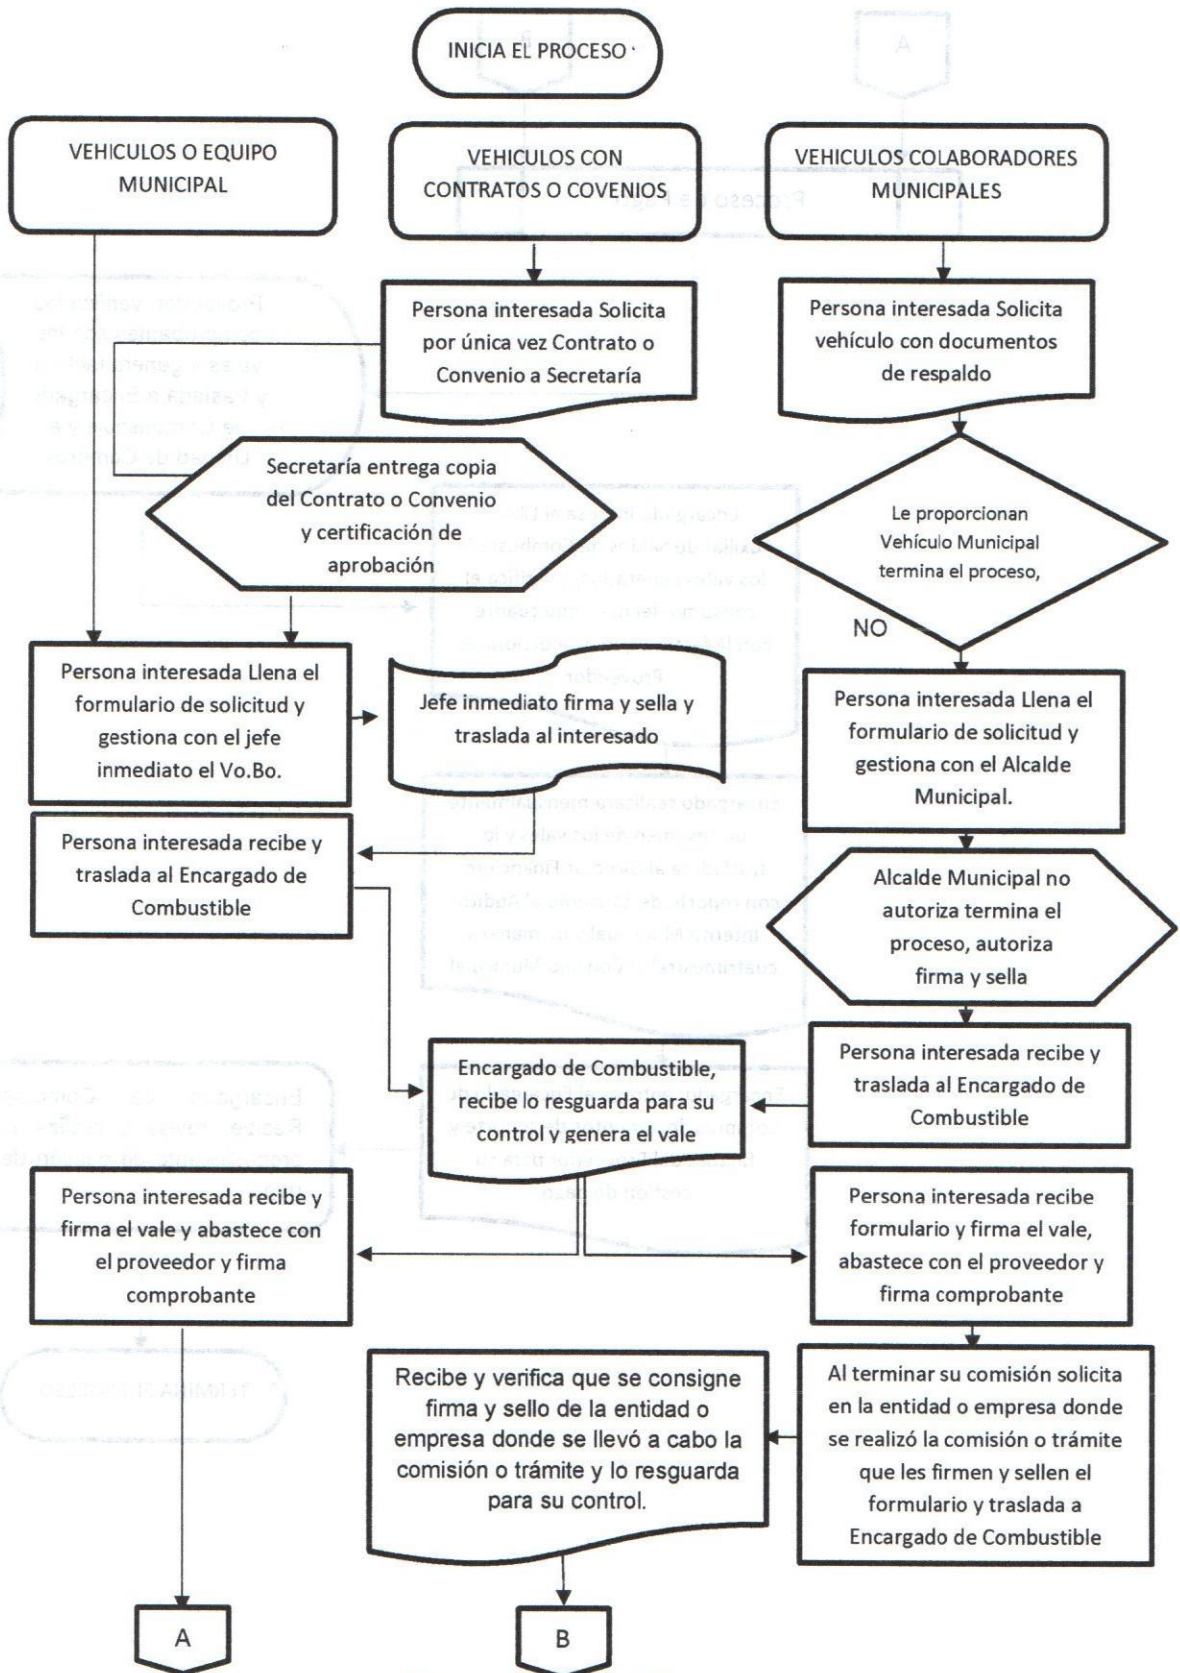 INICIA EL PROCESO
VEHICULOS O EQUIPO
MUNICIPAL
VEHICULOS CON
CONTRATOS O COVENIOS
VEHICULOS COLABORADORES
MUNICIPALES
Persona interesada Solicita
por única vez Contrato o
Convenio a Secretaría
Persona interesada Solicita
vehículo con documentos
de respaldo
Secretaría entrega copia
del Contrato o Convenio
y certificación de
aprobación
Le proporcionan
Vehículo Municipal
termina el proceso,
NO
Persona interesada Llena el
formulario de solicitud y
gestiona con el jefe
inmediato el Vo.Bo.
Jefe inmediato firma y sella y
traslada al interesado
Persona interesada Llena el
formulario de solicitud y
gestiona con el Alcalde
Municipal.
Persona interesada recibe y
traslada al Encargado de
Combustible
Alcalde Municipal no
autoriza termina el
proceso, autoriza
firma y sella
Encargado de Combustible,
recibe lo resguarda para su
control y genera el vale
Persona interesada recibe y
traslada al Encargado de
Combustible
Persona interesada recibe y
firma el vale y abastece con
el proveedor y firma
comprobante
Persona interesada recibe
formulario y firma el vale,
abastece con el proveedor y
firma comprobante
Recibe y verifica que se consigne
firma y sello de la entidad o
empresa donde se llevó a cabo la
comisión o trámite y lo resguarda
para su control.
Al terminar su comisión solicita
en la entidad o empresa donde
se realizó la comisión o trámite
que les firmen y sellen el
formulario y traslada a
Encargado de Combustible
A
B